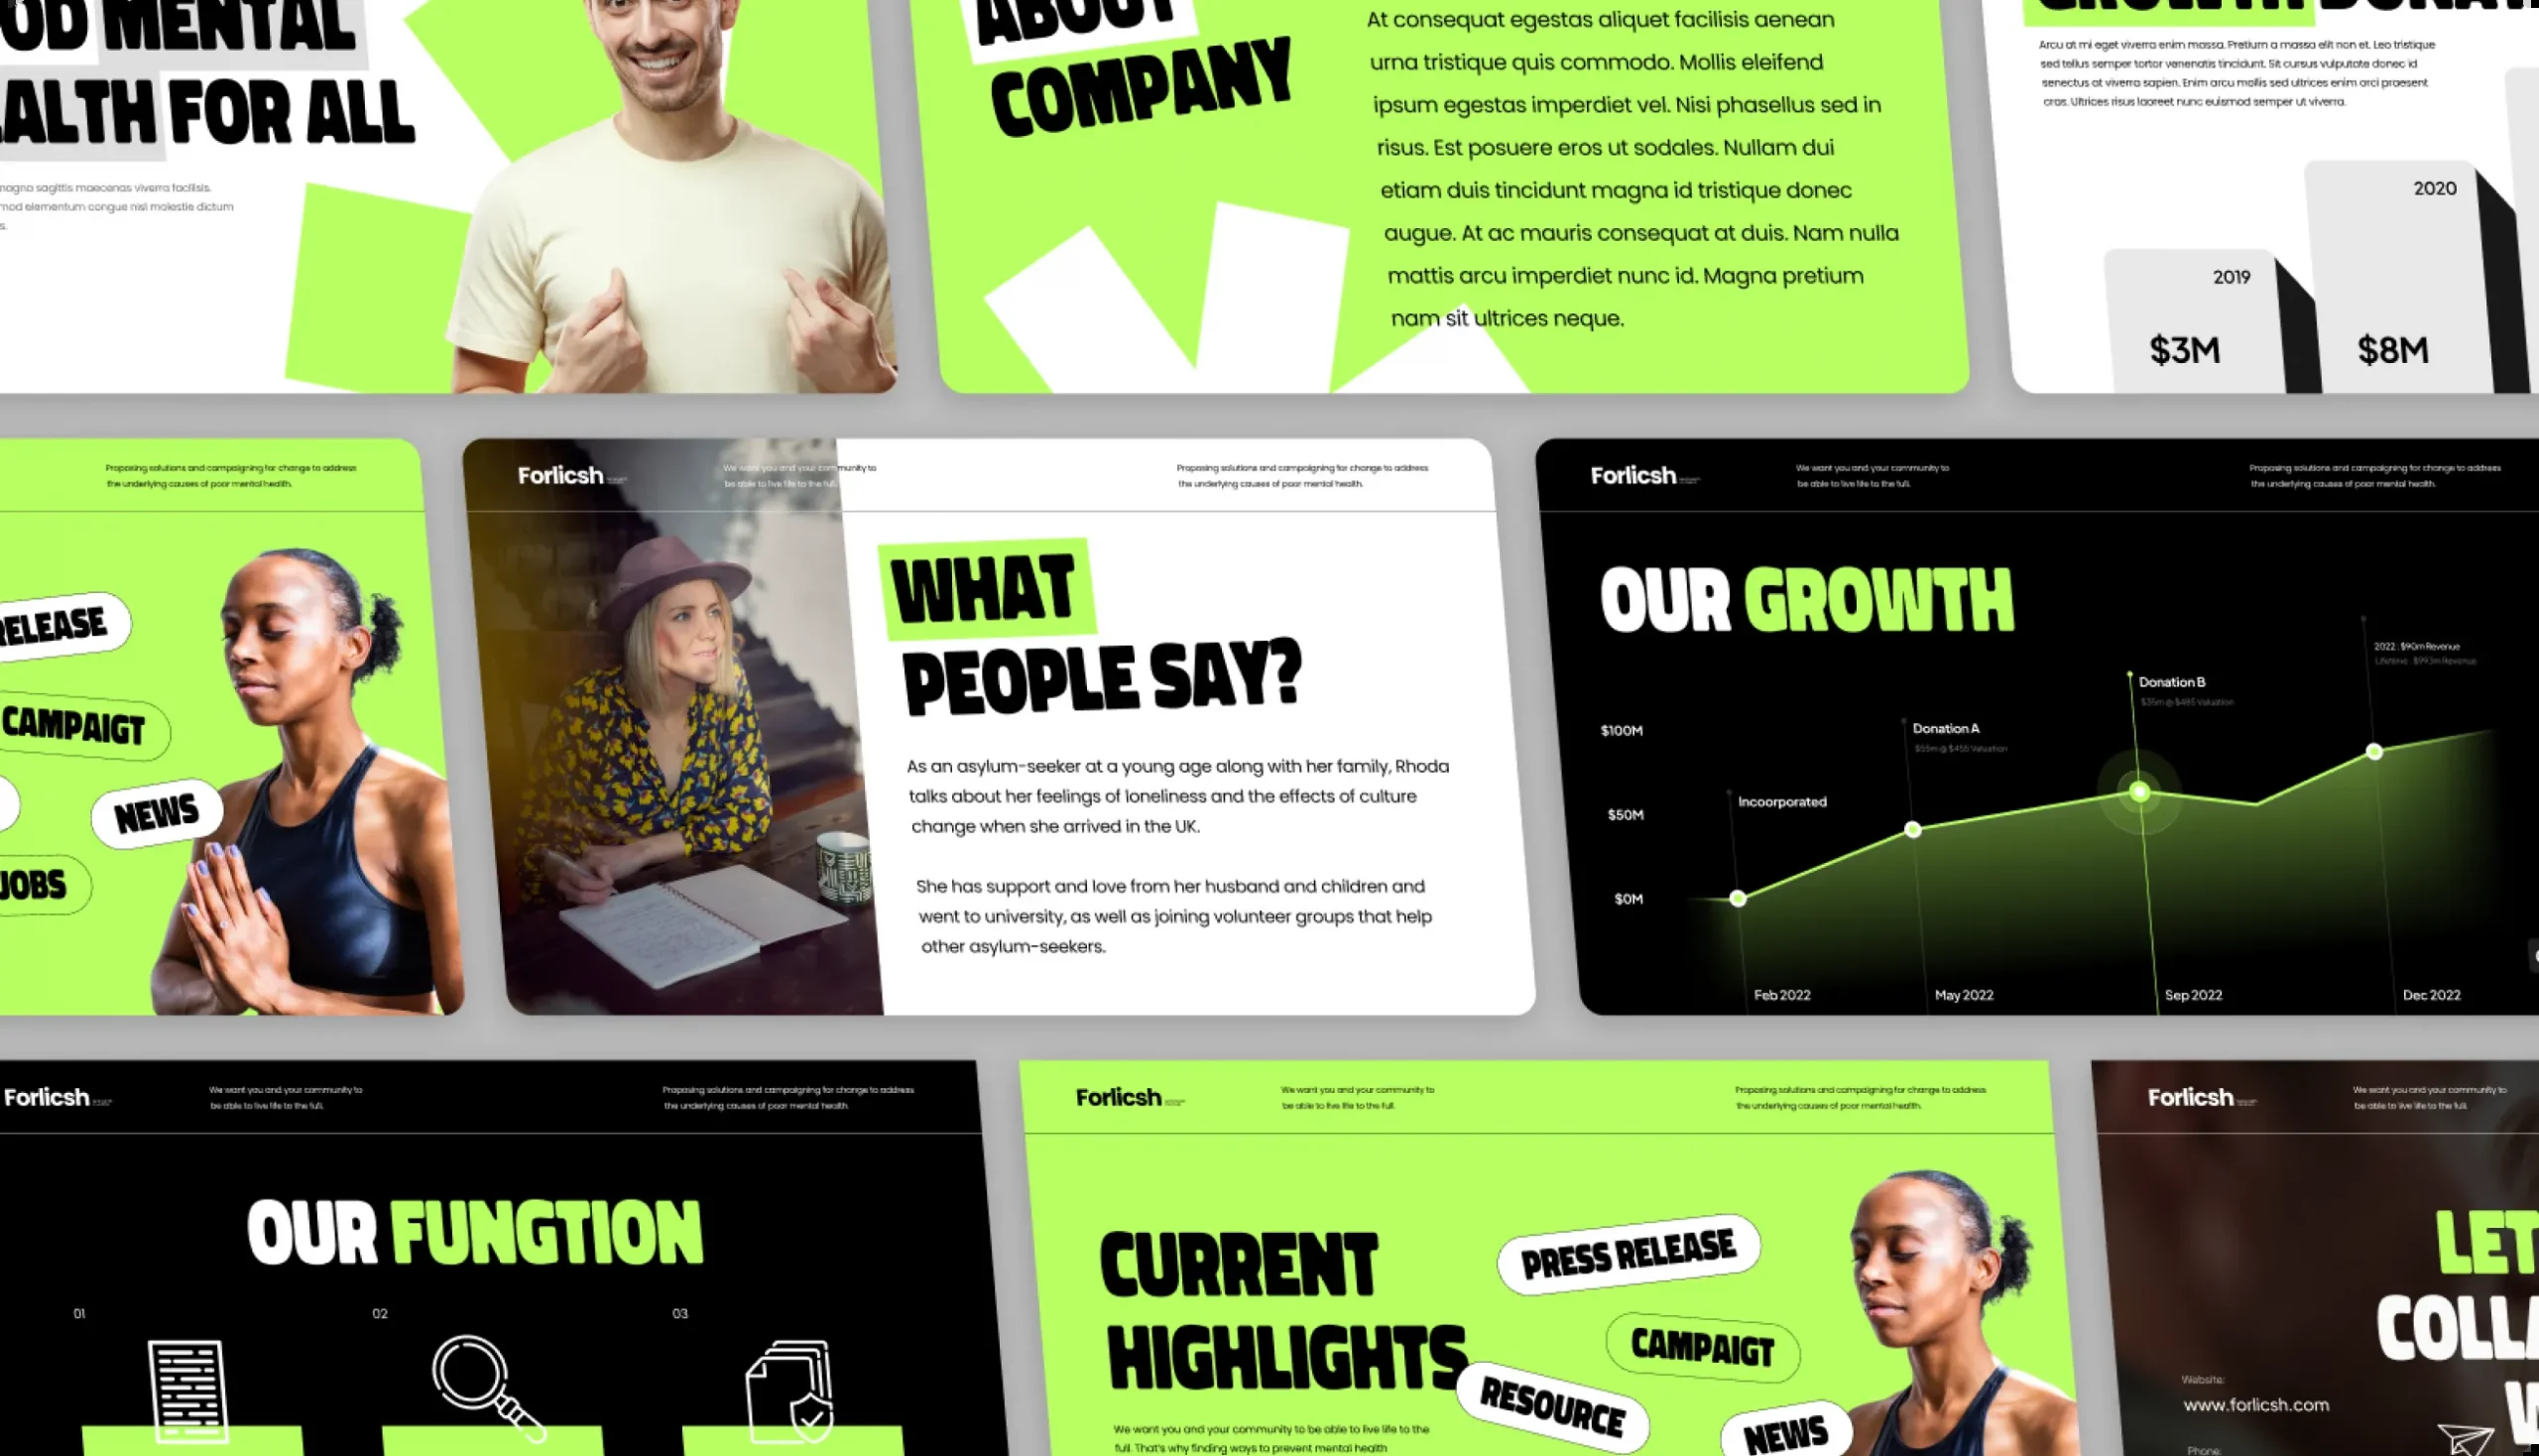 OD MENTAL
ALTH FOR ALL
magna sagittis maecenas viverra facilisis.
mod elementum congue nisl molestie dictum
s.
ABOUT
COMPANY
At consequat egestas aliquet facilisis aenean
urna tristique quis commodo. Mollis eleifend
ipsum egestas imperdiet vel. Nisi phasellus sed in
risus. Est posuere eros ut sodales. Nullam dui
etiam duis tincidunt magna id tristique donec
augue. At ac mauris consequat at duis. Nam nulla
mattis arcu imperdiet nunc id. Magna pretium
nam sit ultrices neque.
GROWTH DONAT
Arcu at mi eget viverra enim massa. Pretium a massa elit non et. Leo tristique
sed tellus semper tortor venenatis tincidunt. Sit cursus vulputate donec id
senectus at viverra sapien. Enim arcu mollis sed ultrices enim orci praesent
cras. Ultrices risus laoreet nunc euismod semper ut viverra.
2019
$3M
2020
$8M
Proposing solutions and campaigning for change to address
the underlying causes of poor mental health.
RELEASE
CAMPAIGT
NEWS
JOBS
Forlicsh
We want you and your community to
be able to live life to the full.
Proposing solutions and campaigning for change to address
the underlying causes of poor mental health.
WHAT
PEOPLE SAY?
As an asylum-seeker at a young age along with her family, Rhoda
talks about her feelings of loneliness and the effects of culture
change when she arrived in the UK.
She has support and love from her husband and children and
went to university, as well as joining volunteer groups that help
other asylum-seekers.
Forlicsh
We want you and your community to
be able to live life to the full.
Proposing solutions and campaigning for change to address
the underlying causes of poor mental health.
OUR GROWTH
$100M
$50M
$0M
Incoorporated
Donation A
$55m @ $455 Valuation
Donation B
$35m @ $485 Valuation
2022 . $90m Revenue
Lifetime . $993m Revenue
Feb 2022
May 2022
Sep 2022
Dec 2022
Forlicsh
We want you and your community to
be able to live life to the full.
Proposing solutions and campaigning for change to address
the underlying causes of poor mental health.
OUR FUNGTION
01
02
03
Forlicsh
We want you and your community to
be able to live life to the full.
Proposing solutions and campaigning for change to address
the underlying causes of poor mental health.
CURRENT
HIGHLIGHTS
We want you and your community to be able to live life to the
full. That's why finding ways to prevent mental health
PRESS RELEASE
CAMPAIGT
RESOURCE
NEWS
Forlicsh
We want you and your community to
be able to live life to the full.
LET
COLLA
W
Website:
www.forlicsh.com
Phone: